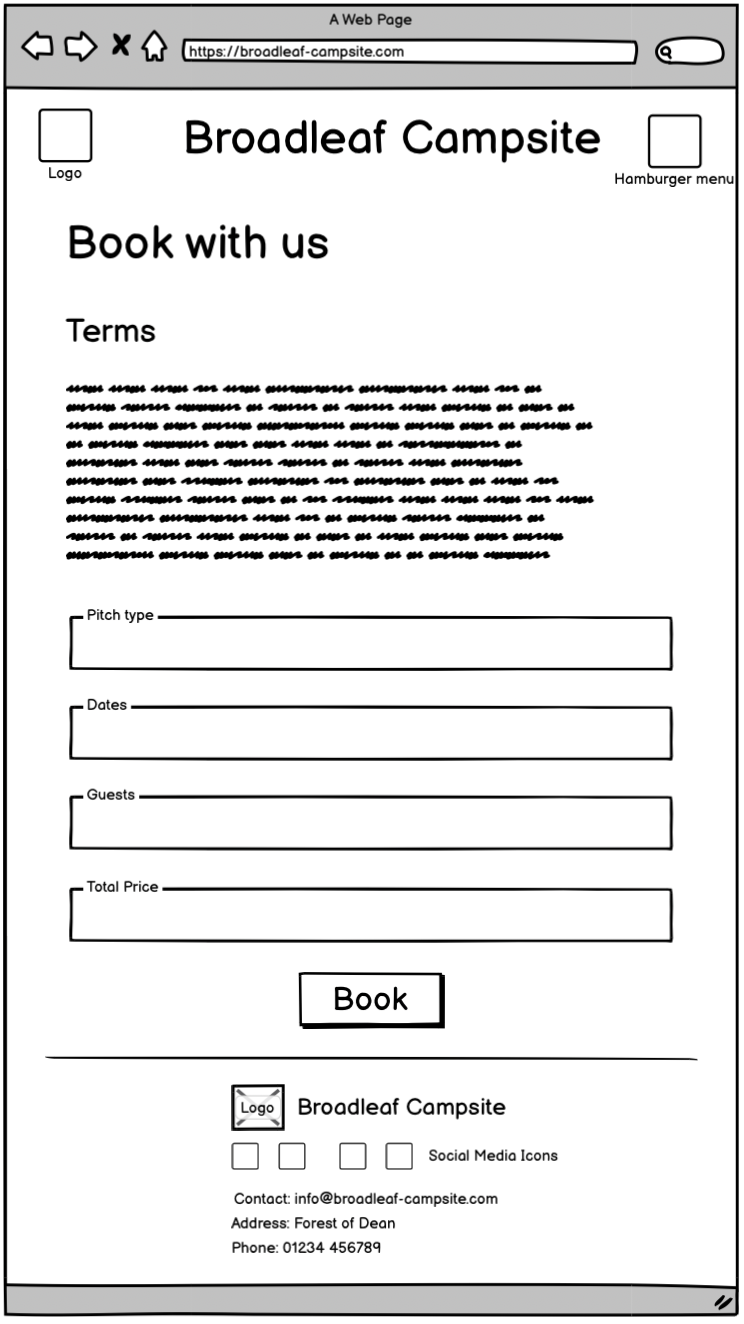 A Web Page
https://broadleaf-campsite.com
Broadleaf Campsite
Logo
Hamburger menu
Book with us
Terms
Pitch type
Dates
Guests
Total Price
Book
Logo
Broadleaf Campsite
Social Media Icons
Contact: info@broadleaf-campsite.com
Address: Forest of Dean
Phone: 01234 456789